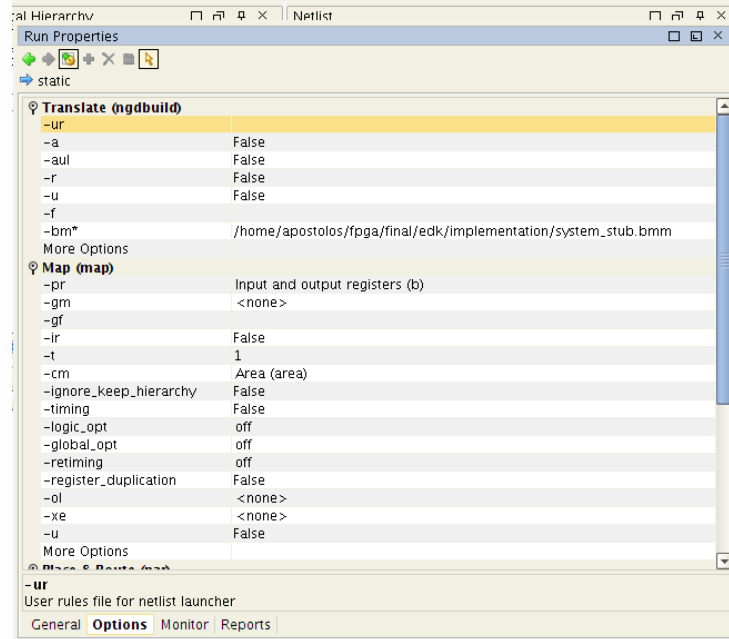 al Hierarchy
Netlist
Run Properties
static
Translate (ngdbuild)
-ur
-a False
-aul False
-r False
-u False
-f
-bm* /home/apostolos/fpga/final/edk/implementation/system_stub.bmm
More Options
Map (map)
-pr Input and output registers (b)
-gm <none>
-gf
-ir False
-t 1
-cm Area (area)
-ignore_keep_hierarchy False
-timing False
-logic_opt off
-global_opt off
-retiming off
-register_duplication False
-ol <none>
-xe <none>
-u False
More Options
Place & Route (par)
-ur
User rules file for netlist launcher
General Options Monitor Reports